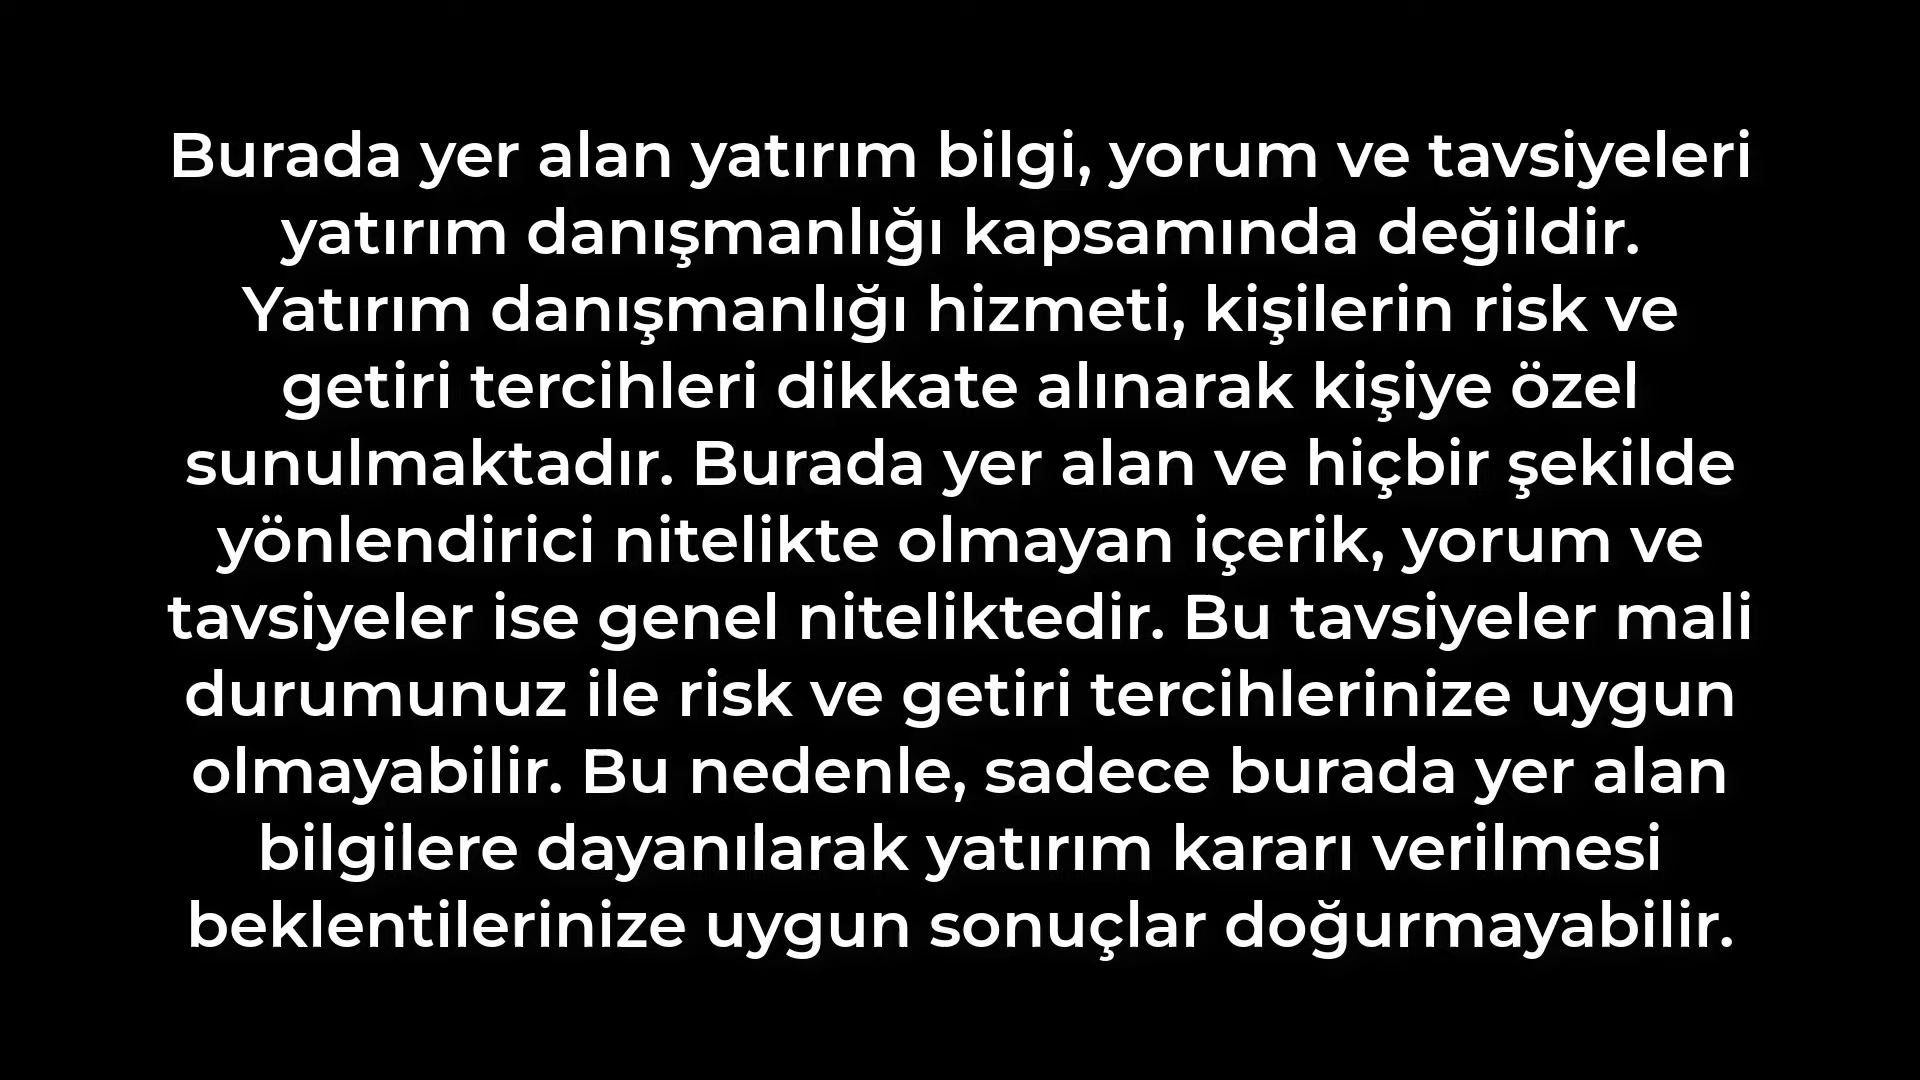 Burada yer alan yatırım bilgi, yorum ve tavsiyeleri
yatırım danışmanlığı kapsamında değildir.
Yatırım danışmanlığı hizmeti, kişilerin risk ve
getiri tercihleri dikkate alınarak kişiye özel
sunulmaktadır. Burada yer alan ve hiçbir şekilde
yönlendirici nitelikte olmayan içerik, yorum ve
tavsiyeler ise genel niteliktedir. Bu tavsiyeler mali
durumunuz ile risk ve getiri tercihlerinize uygun
olmayabilir. Bu nedenle, sadece burada yer alan
bilgilere dayanılarak yatırım kararı verilmesi
beklentilerinize uygun sonuçlar doğurmayabilir.